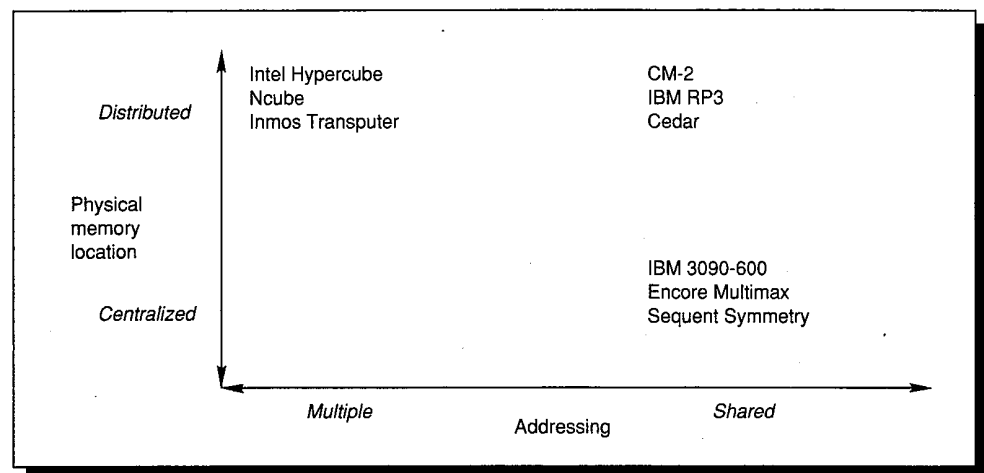 Intel Hypercube
Ncube
Inmos Transputer
CM-2
IBM RP3
Cedar
Distributed
Physical
memory
location
IBM 3090-600
Encore Multimax
Sequent Symmetry
Centralized
Multiple
Shared
Addressing